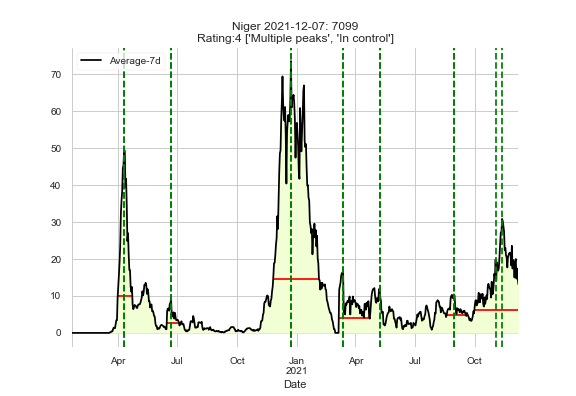 Niger 2021-12-07: 7099
Rating:4 ['Multiple peaks', 'In control']
Average-7d
70
60
50
40
30
20
10
0
Apr Jul Oct Jan Apr Jul Oct
2021
Date